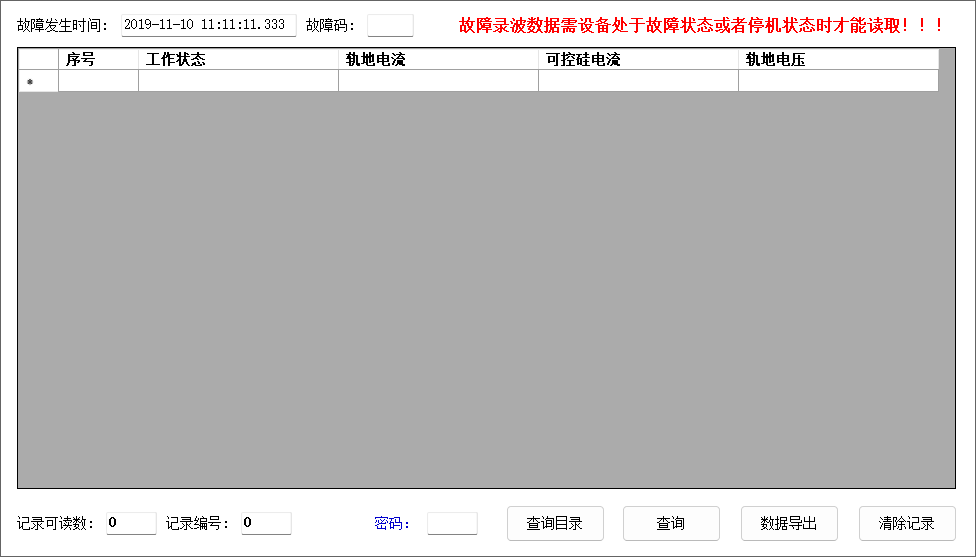 故障发生时间： 2019-11-10 11:11:11.333 故障码： 故障录波数据需设备处于故障状态或者停机状态时才能读取！！！
序号 工作状态 轨地电流 可控硅电流 轨地电压
*
记录可读数： 0 记录编号： 0 密码： 查询目录 查询 数据导出 清除记录